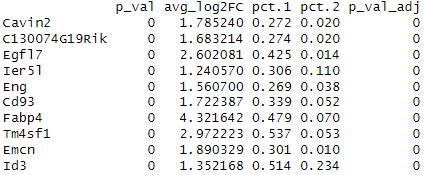 p_val avg_log2FC pct.1 pct.2 p_val_adj
Cavin2 0 1.785240 0.272 0.020 0
C130074G19Rik 0 1.683214 0.274 0.020 0
Egfl7 0 2.602081 0.425 0.014 0
Ier5l 0 1.240570 0.306 0.110 0
Eng 0 1.560700 0.269 0.038 0
Cd93 0 1.722387 0.339 0.052 0
Fabp4 0 4.321642 0.479 0.070 0
Tm4sf1 0 2.972223 0.537 0.053 0
Emcn 0 1.890329 0.301 0.010 0
Id3 0 1.352168 0.514 0.234 0